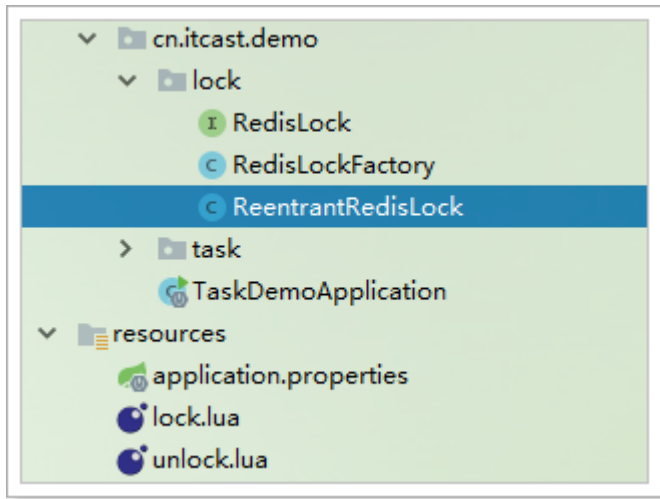 cn.itcast.demo
lock
I RedisLock
C RedisLockFactory
C ReentrantRedisLock
task
TaskDemoApplication
resources
application.properties
lock.lua
unlock.lua